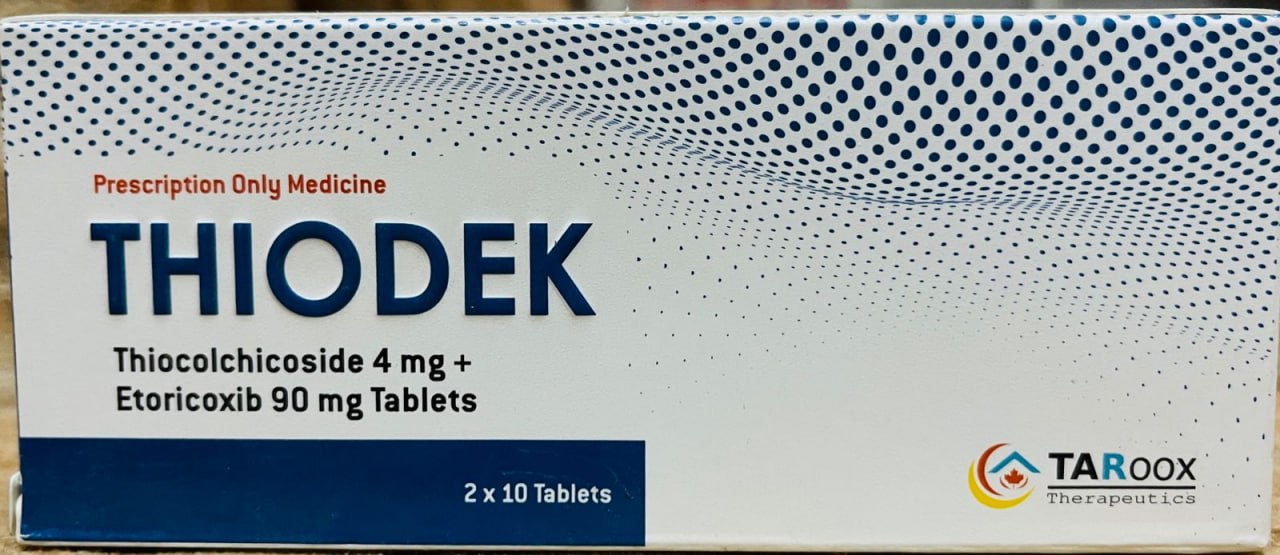 Prescription Only Medicine
THIODEK
Thiocolchicoside 4 mg +
Etoricoxib 90 mg Tablets
2 x 10 Tablets
TAROOX
Therapeutics